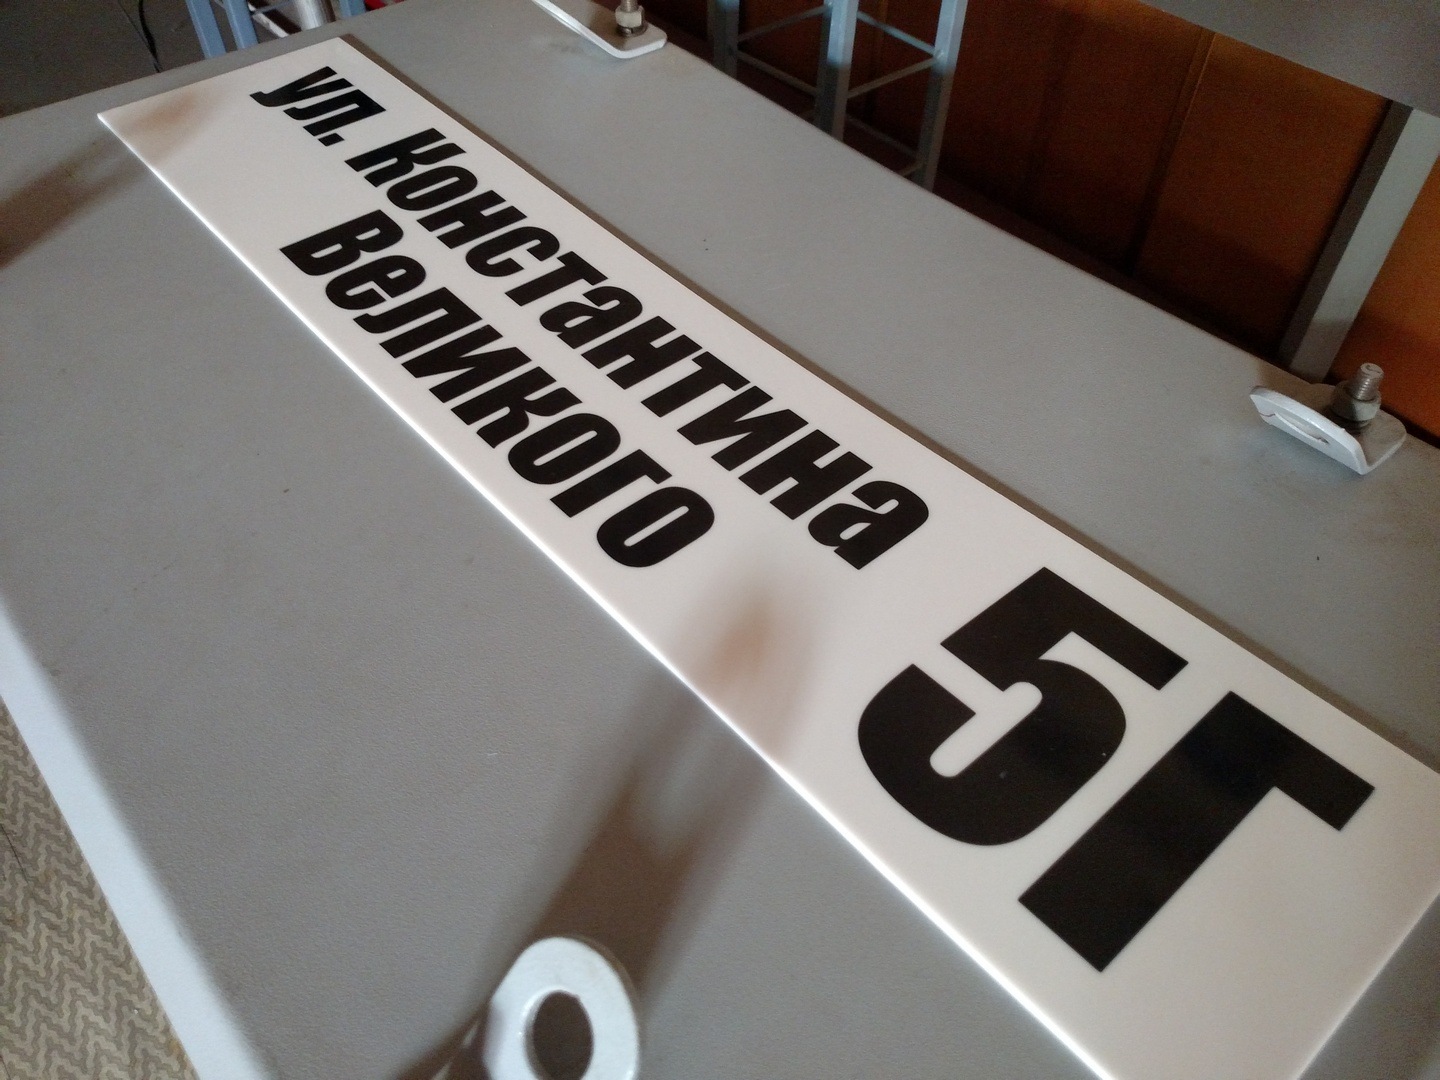 ул. Константина
Великого
5Г